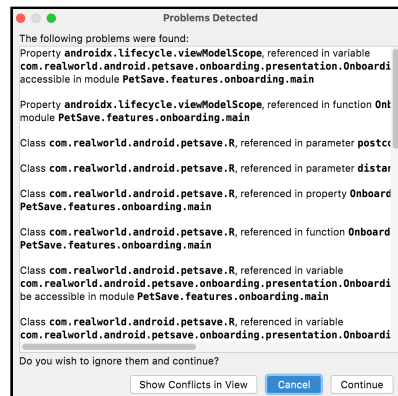 Problems Detected
The following problems were found:
Property androidx.lifecycle.viewModelScope, referenced in variable
com.realworld.android.petsave.onboarding.presentation.Onboardi
accessible in module PetSave.features.onboarding.main
Property androidx.lifecycle.viewModelScope, referenced in function Onb
module PetSave.features.onboarding.main
Class com.realworld.android.petsave.R, referenced in parameter postco
Class com.realworld.android.petsave.R, referenced in parameter distan
Class com.realworld.android.petsave.R, referenced in property Onboard
PetSave.features.onboarding.main
Class com.realworld.android.petsave.R, referenced in function Onboard
PetSave.features.onboarding.main
Class com.realworld.android.petsave.R, referenced in variable
com.realworld.android.petsave.onboarding.presentation.Onboardi
be accessible in module PetSave.features.onboarding.main
Class com.realworld.android.petsave.R, referenced in variable
com.realworld.android.petsave.onboarding.presentation.Onboardi
Do you wish to ignore them and continue?
Show Conflicts in View Cancel Continue